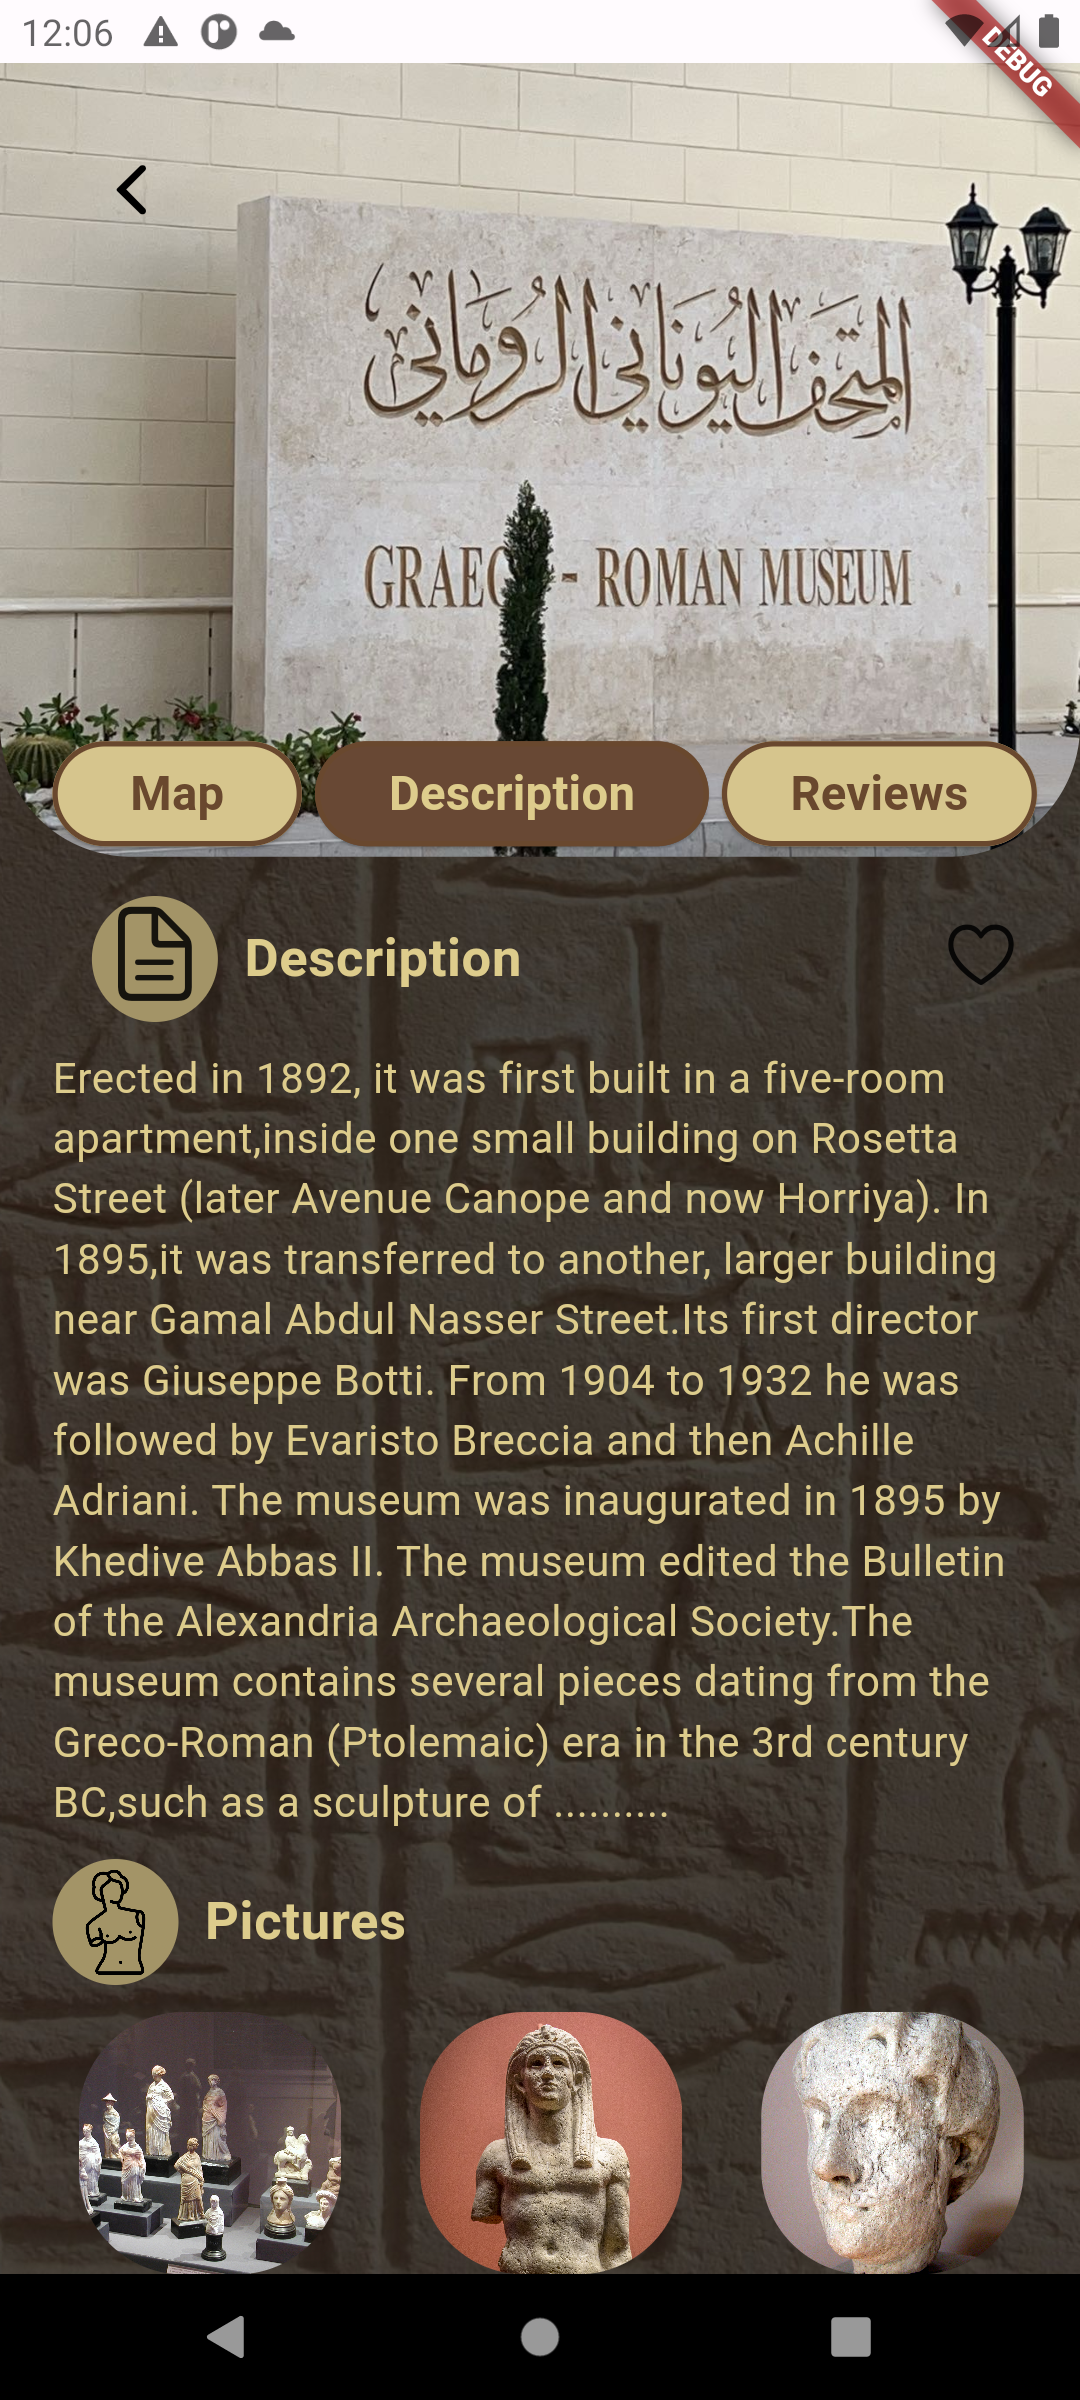 12:06
DEBUG
المتحف اليوناني الروماني
GRAEC - ROMAN MUSEUM
Map
Description
Reviews
Description
Erected in 1892, it was first built in a five-room
apartment,inside one small building on Rosetta
Street (later Avenue Canope and now Horriya). In
1895,it was transferred to another, larger building
near Gamal Abdul Nasser Street.Its first director
was Giuseppe Botti. From 1904 to 1932 he was
followed by Evaristo Breccia and then Achille
Adriani. The museum was inaugurated in 1895 by
Khedive Abbas II. The museum edited the Bulletin
of the Alexandria Archaeological Society.The
museum contains several pieces dating from the
Greco-Roman (Ptolemaic) era in the 3rd century
BC,such as a sculpture of ..........
Pictures